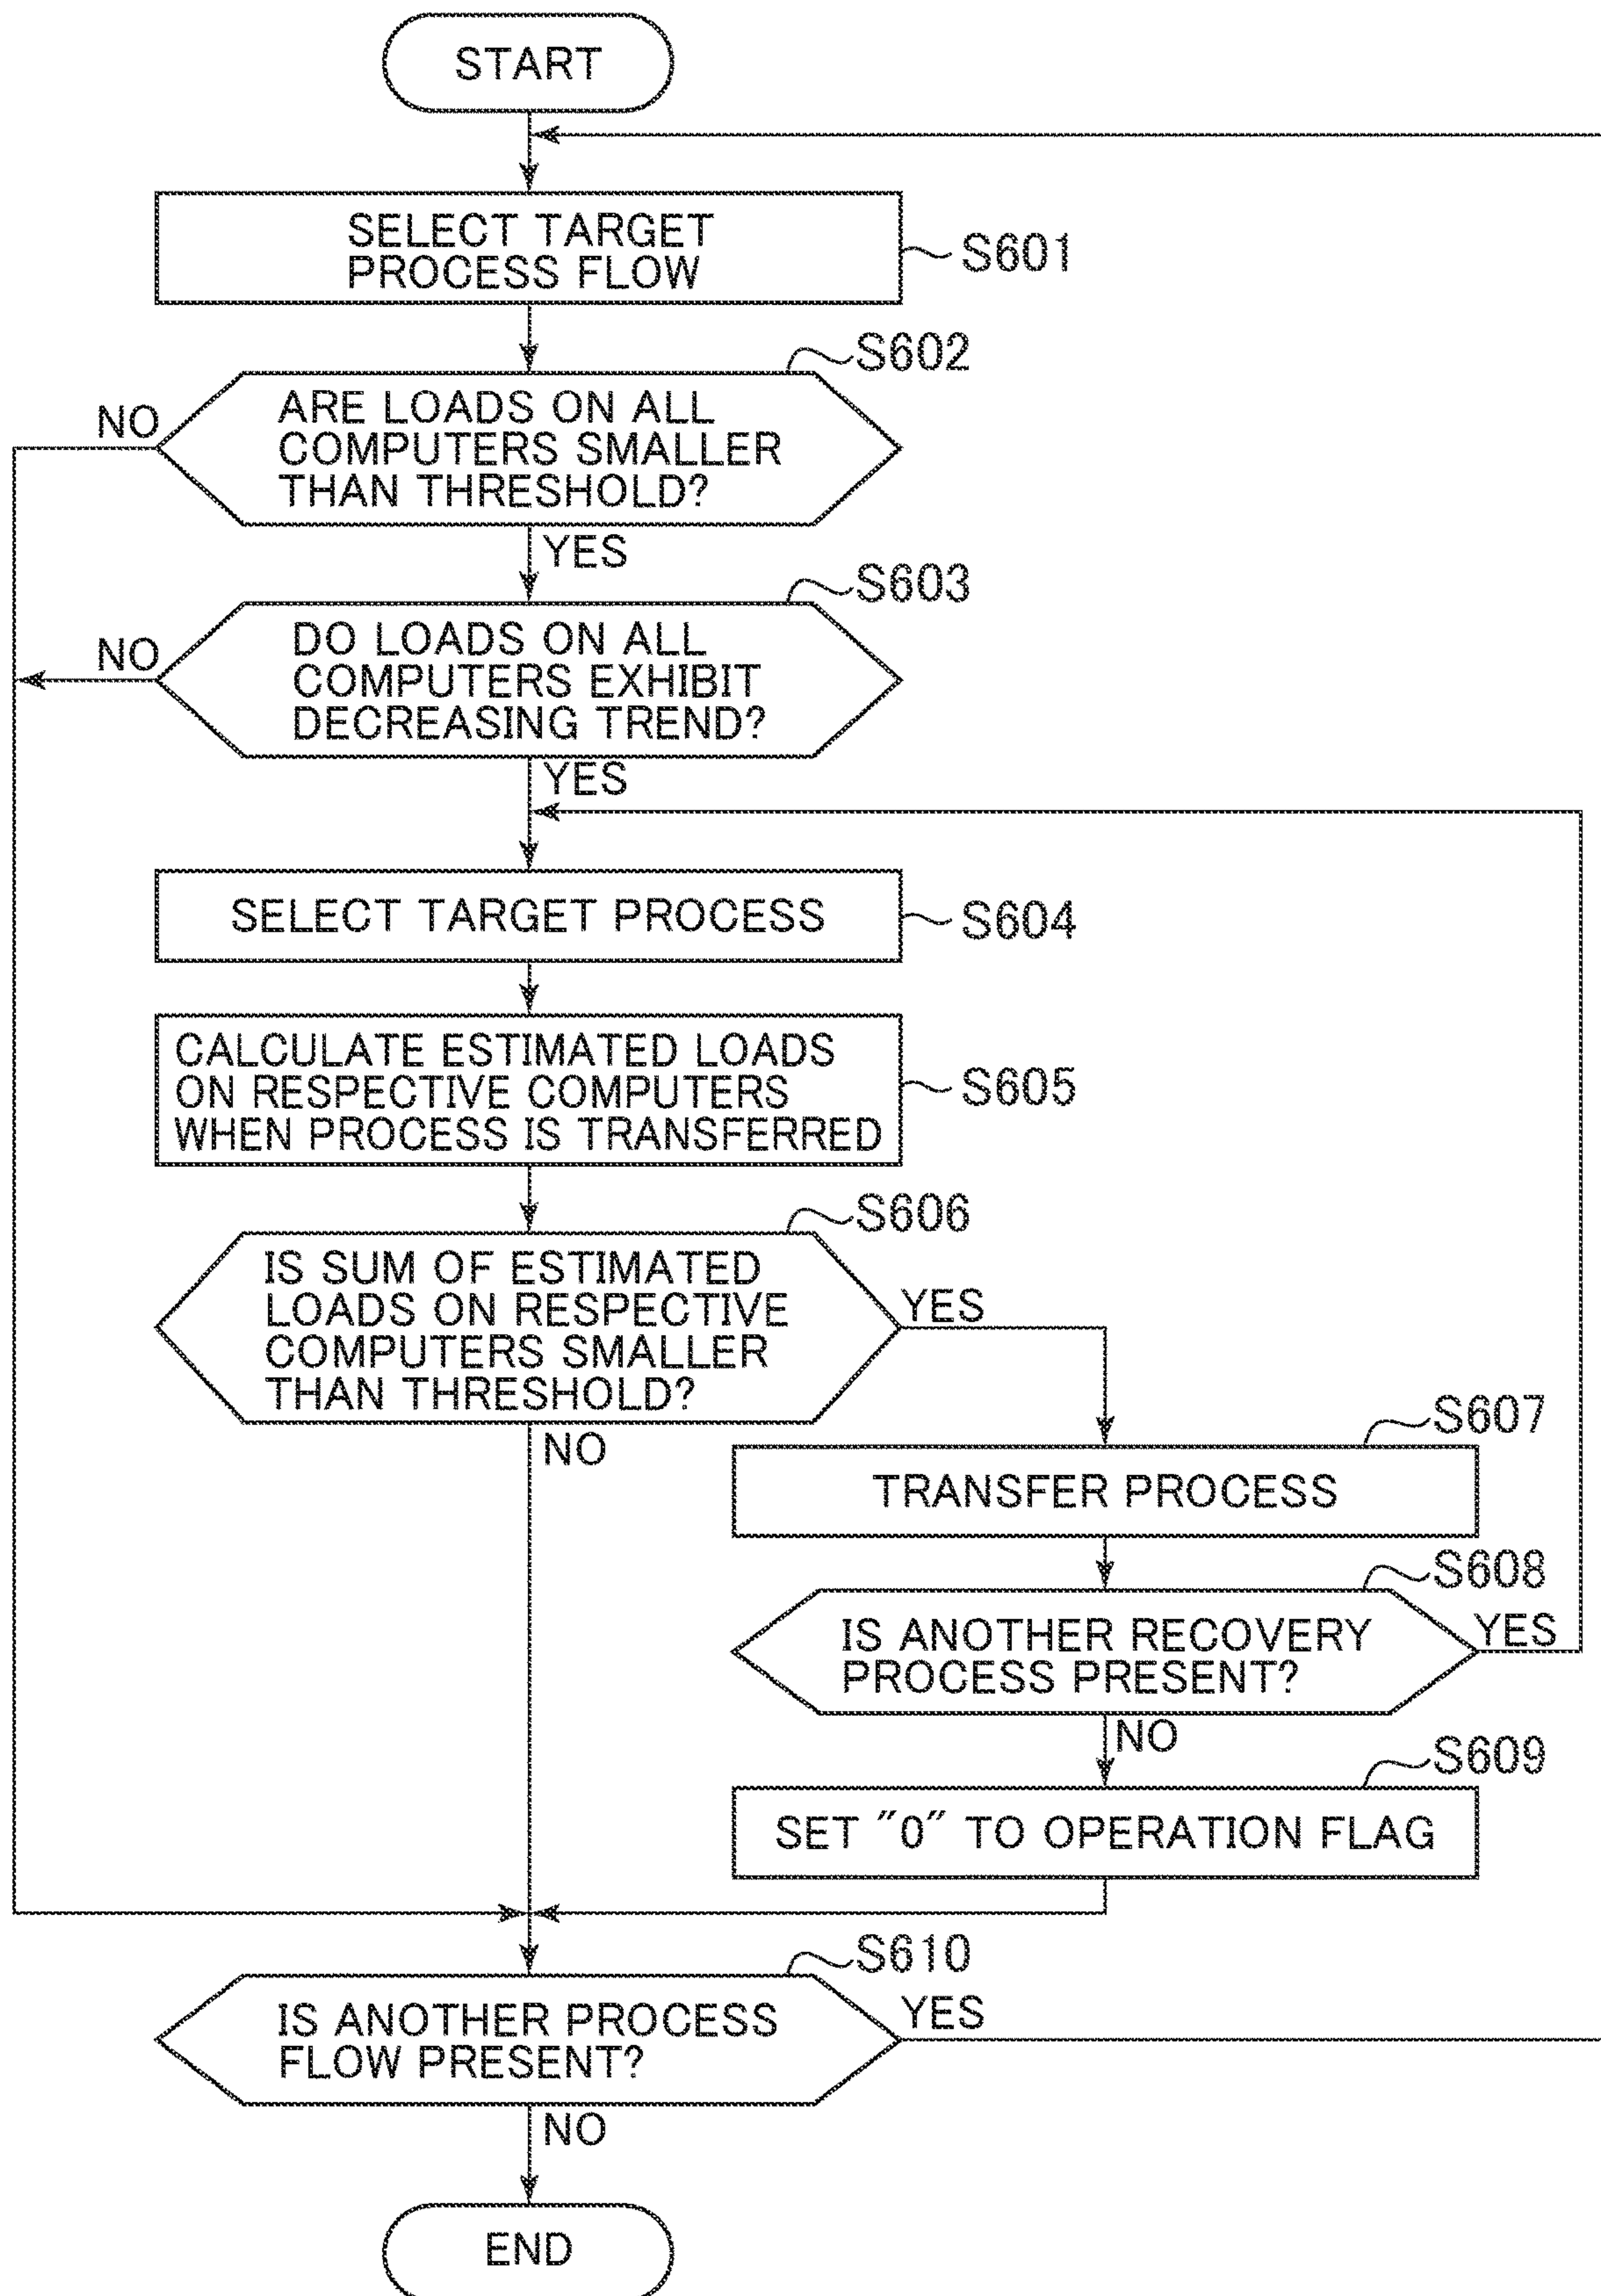 START
SELECT TARGET
PROCESS FLOW
S601
S602
ARE LOADS ON ALL
COMPUTERS SMALLER
THAN THRESHOLD?
NO
YES
S603
DO LOADS ON ALL
COMPUTERS EXHIBIT
DECREASING TREND?
NO
YES
SELECT TARGET PROCESS
S604
CALCULATE ESTIMATED LOADS
ON RESPECTIVE COMPUTERS
WHEN PROCESS IS TRANSFERRED
S605
S606
IS SUM OF ESTIMATED
LOADS ON RESPECTIVE
COMPUTERS SMALLER
THAN THRESHOLD?
YES
NO
S607
TRANSFER PROCESS
S608
IS ANOTHER RECOVERY
PROCESS PRESENT?
YES
NO
S609
SET "0" TO OPERATION FLAG
S610
IS ANOTHER PROCESS
FLOW PRESENT?
YES
NO
END